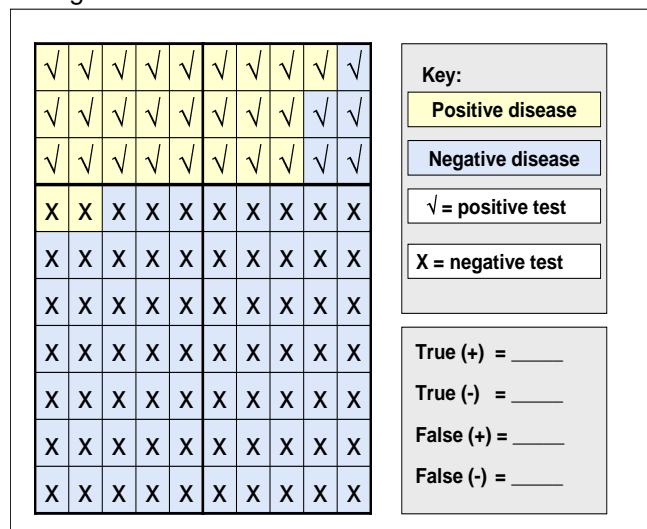 √ √ √ √ √ √ √ √ √ √
√ √ √ √ √ √ √ √ √ √
√ √ √ √ √ √ √ √ √ √
X X X X X X X X X X
X X X X X X X X X X
X X X X X X X X X X
X X X X X X X X X X
X X X X X X X X X X
X X X X X X X X X X
X X X X X X X X X X
Key:
Positive disease
Negative disease
√ = positive test
X = negative test
True (+) = _____
True (-) = _____
False (+) = _____
False (-) = _____